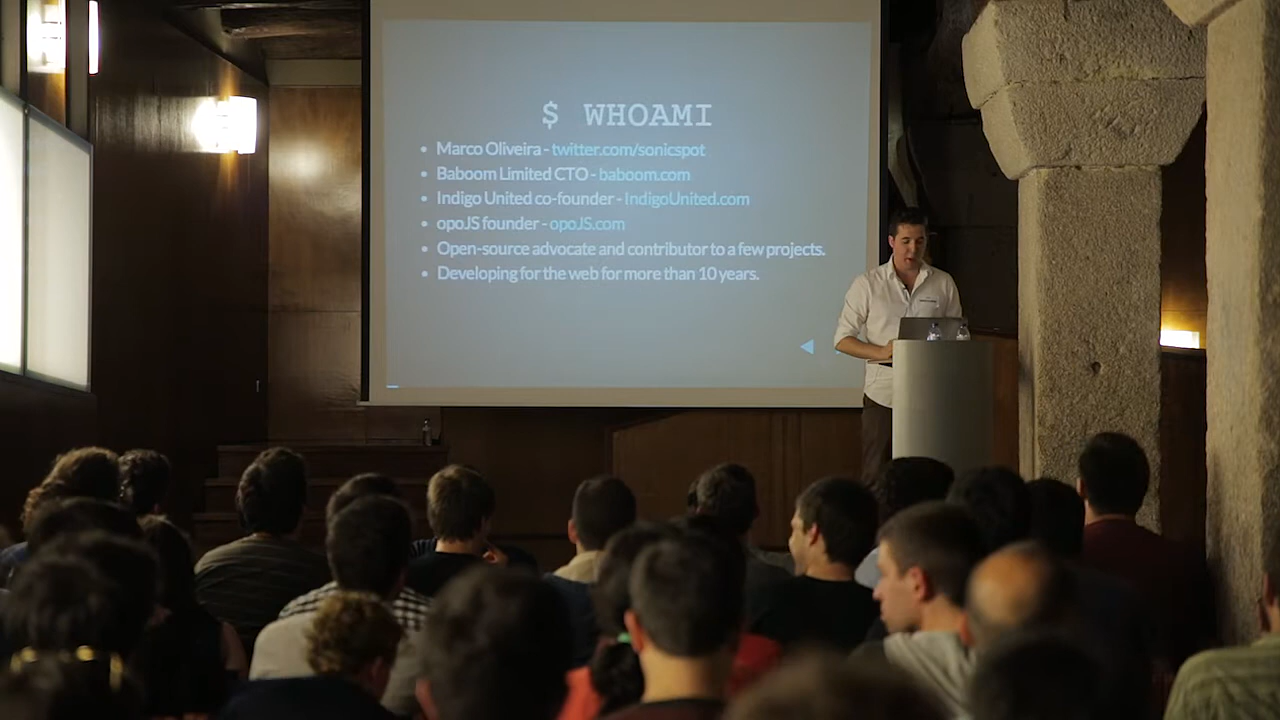 $ WHOAMI
Marco Oliveira - twitter.com/sonicspot
Baboom Limited CTO - baboom.com
Indigo United co-founder - IndigoUnited.com
opoJS founder - opoJS.com
Open-source advocate and contributor to a few projects.
Developing for the web for more than 10 years.